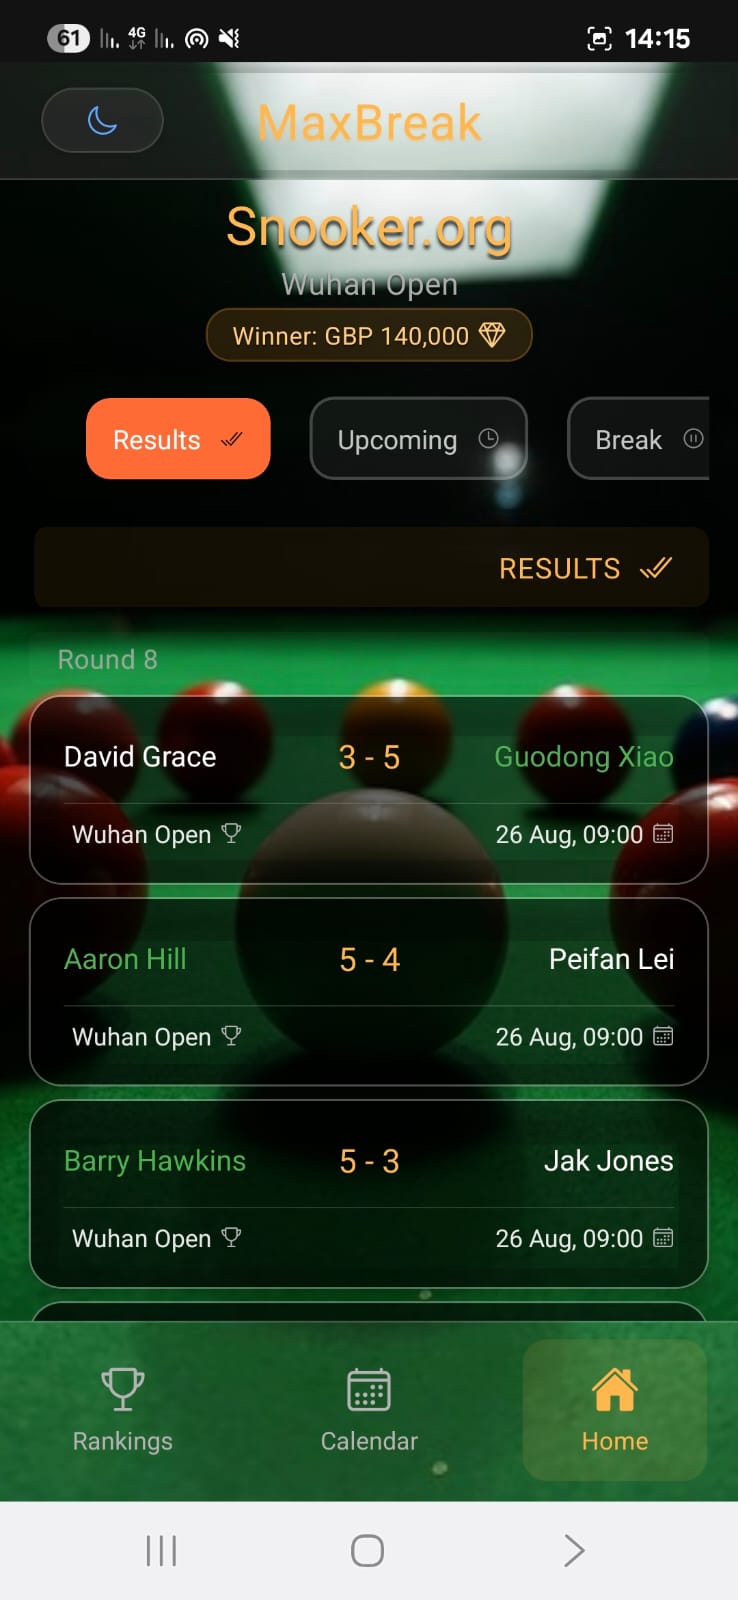 61 4G 14:15
MaxBreak
Snooker.org
Wuhan Open
Winner: GBP 140,000
Results Upcoming Break
RESULTS
Round 8
David Grace 3 - 5 Guodong Xiao
Wuhan Open 26 Aug, 09:00
Aaron Hill 5 - 4 Peifan Lei
Wuhan Open 26 Aug, 09:00
Barry Hawkins 5 - 3 Jak Jones
Wuhan Open 26 Aug, 09:00
Rankings Calendar Home